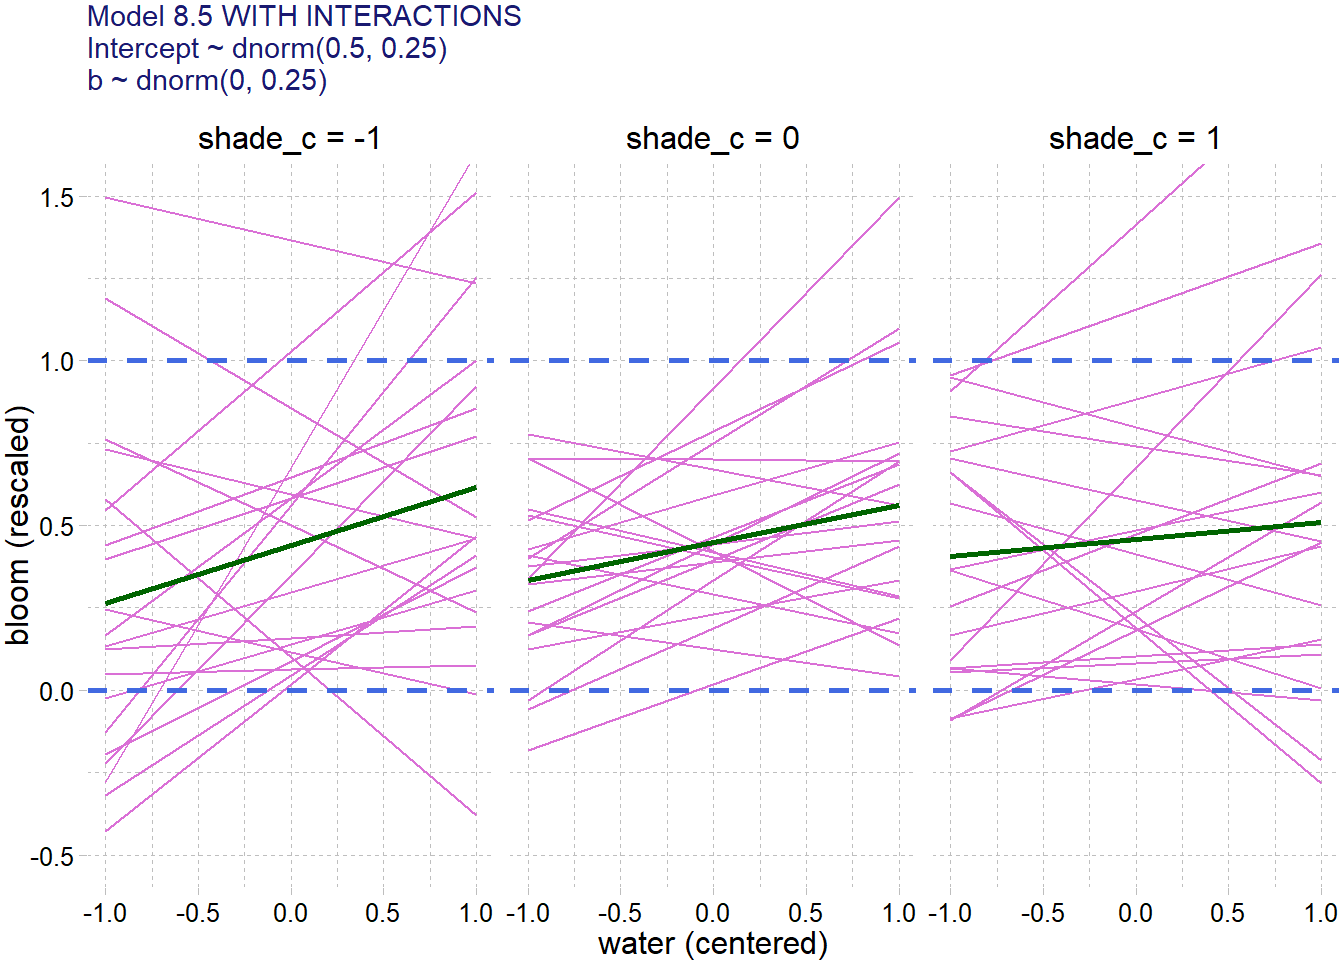 Model 8.5 WITH INTERACTIONS
Intercept ~ dnorm(0.5, 0.25)
b ~ dnorm(0, 0.25)
shade_c = -1
shade_c = 0
shade_c = 1
bloom (rescaled)
1.5
1.0
0.5
0.0
-0.5
-1.0 -0.5 0.0 0.5 1.0
-1.0 -0.5 0.0 0.5 1.0
-1.0 -0.5 0.0 0.5 1.0
water (centered)